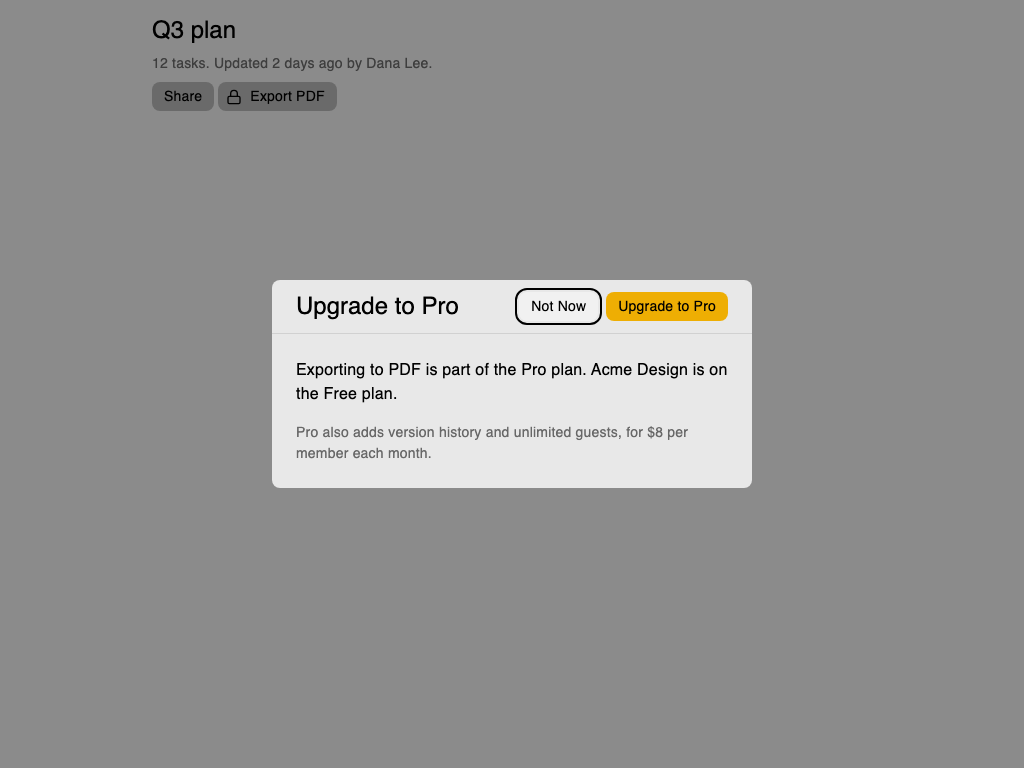 Q3 plan
12 tasks. Updated 2 days ago by Dana Lee.
Share
Export PDF
Upgrade to Pro
Not Now
Upgrade to Pro
Exporting to PDF is part of the Pro plan. Acme Design is on
the Free plan.
Pro also adds version history and unlimited guests, for $8 per
member each month.